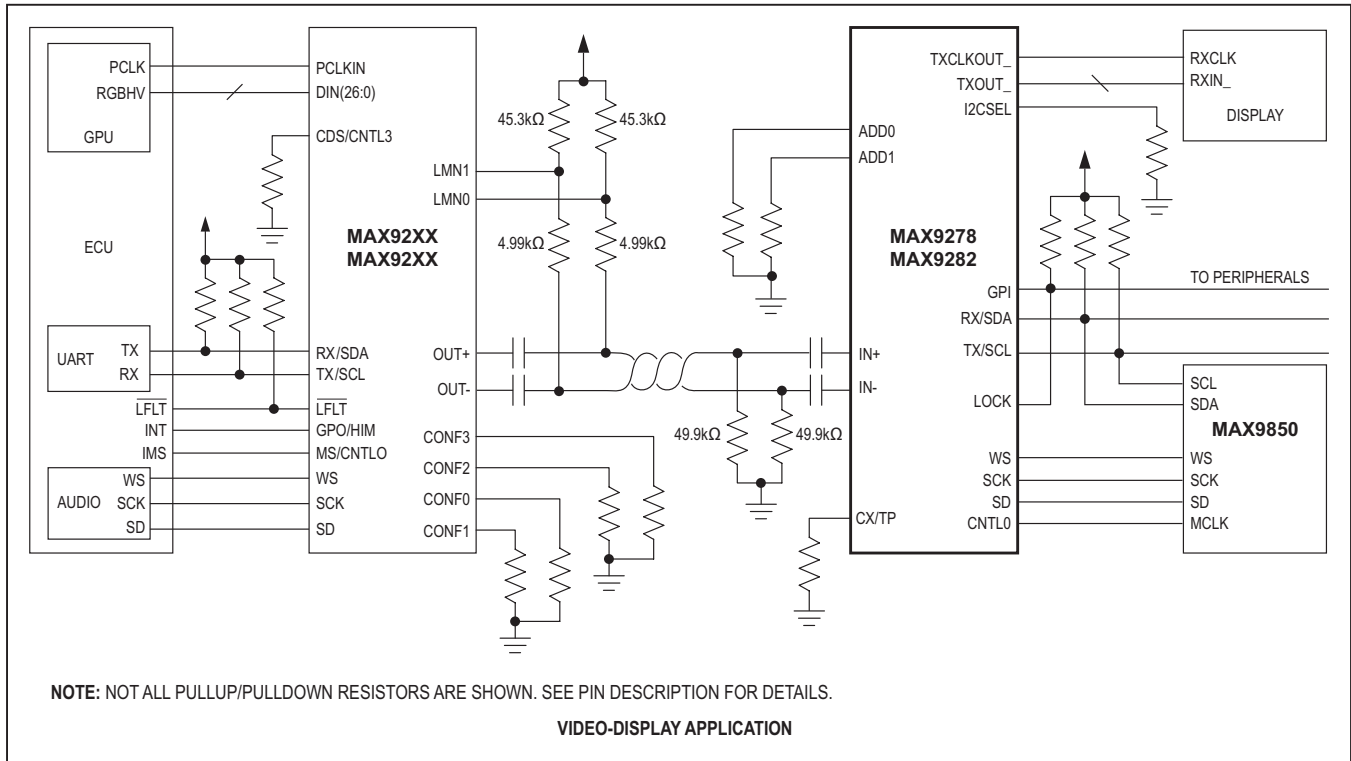 PCLK
RGBHV
GPU
ECU
UART
TX
RX
LFLT
INT
IMS
AUDIO
WS
SCK
SD
PCLKIN
DIN(26:0)
CDS/CNTL3
LMN1
LMN0
MAX92XX
MAX92XX
RX/SDA
TX/SCL
LFLT
GPO/HIM
MS/CNTLO
WS
SCK
SD
OUT+
OUT-
CONF3
CONF2
CONF0
CONF1
45.3kΩ
45.3kΩ
4.99kΩ
4.99kΩ
49.9kΩ
49.9kΩ
ADD0
ADD1
IN+
IN-
CX/TP
MAX9278
MAX9282
TXCLKOUT_
TXOUT_
I2CSEL
GPI
RX/SDA
TX/SCL
LOCK
WS
SCK
SD
CNTL0
RXCLK
RXIN_
DISPLAY
TO PERIPHERALS
SCL
SDA
MAX9850
WS
SCK
SD
MCLK
NOTE: NOT ALL PULLUP/PULLDOWN RESISTORS ARE SHOWN. SEE PIN DESCRIPTION FOR DETAILS.
VIDEO-DISPLAY APPLICATION